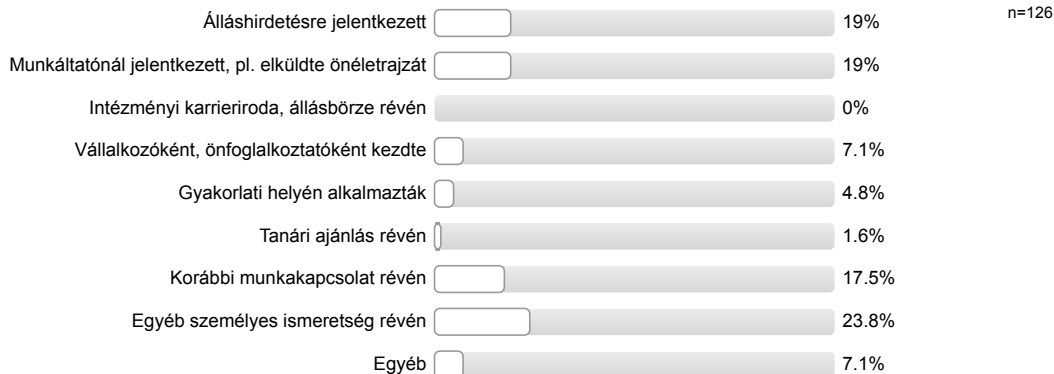 Álláshirdetésre jelentkezett 19% n=126
Munkáltatónál jelentkezett, pl. elküldte önéletrajzát 19%
Intézményi karrieriroda, állásbörze révén 0%
Vállalkozóként, önfoglalkoztatóként kezdte 7.1%
Gyakorlati helyén alkalmazták 4.8%
Tanári ajánlás révén 1.6%
Korábbi munkakapcsolat révén 17.5%
Egyéb személyes ismeretség révén 23.8%
Egyéb 7.1%